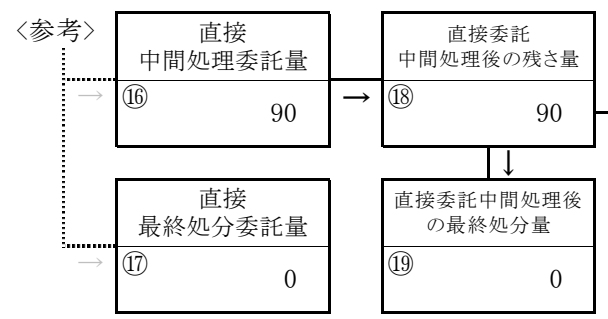 〈参考〉
直接
中間処理委託量
⑯
90
→
→
直接委託
中間処理後の残さ量
⑱
90
↓
直接
最終処分委託量
⑰
0
→
直接委託中間処理後
の最終処分量
⑲
0